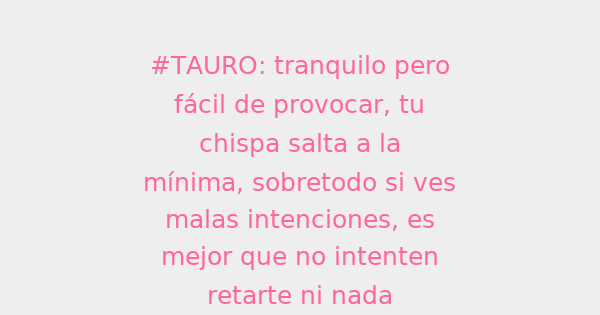 #TAURO: tranquilo pero
fácil de provocar, tu
chispa salta a la
mínima, sobretodo si ves
malas intenciones, es
mejor que no intenten
retarte ni nada